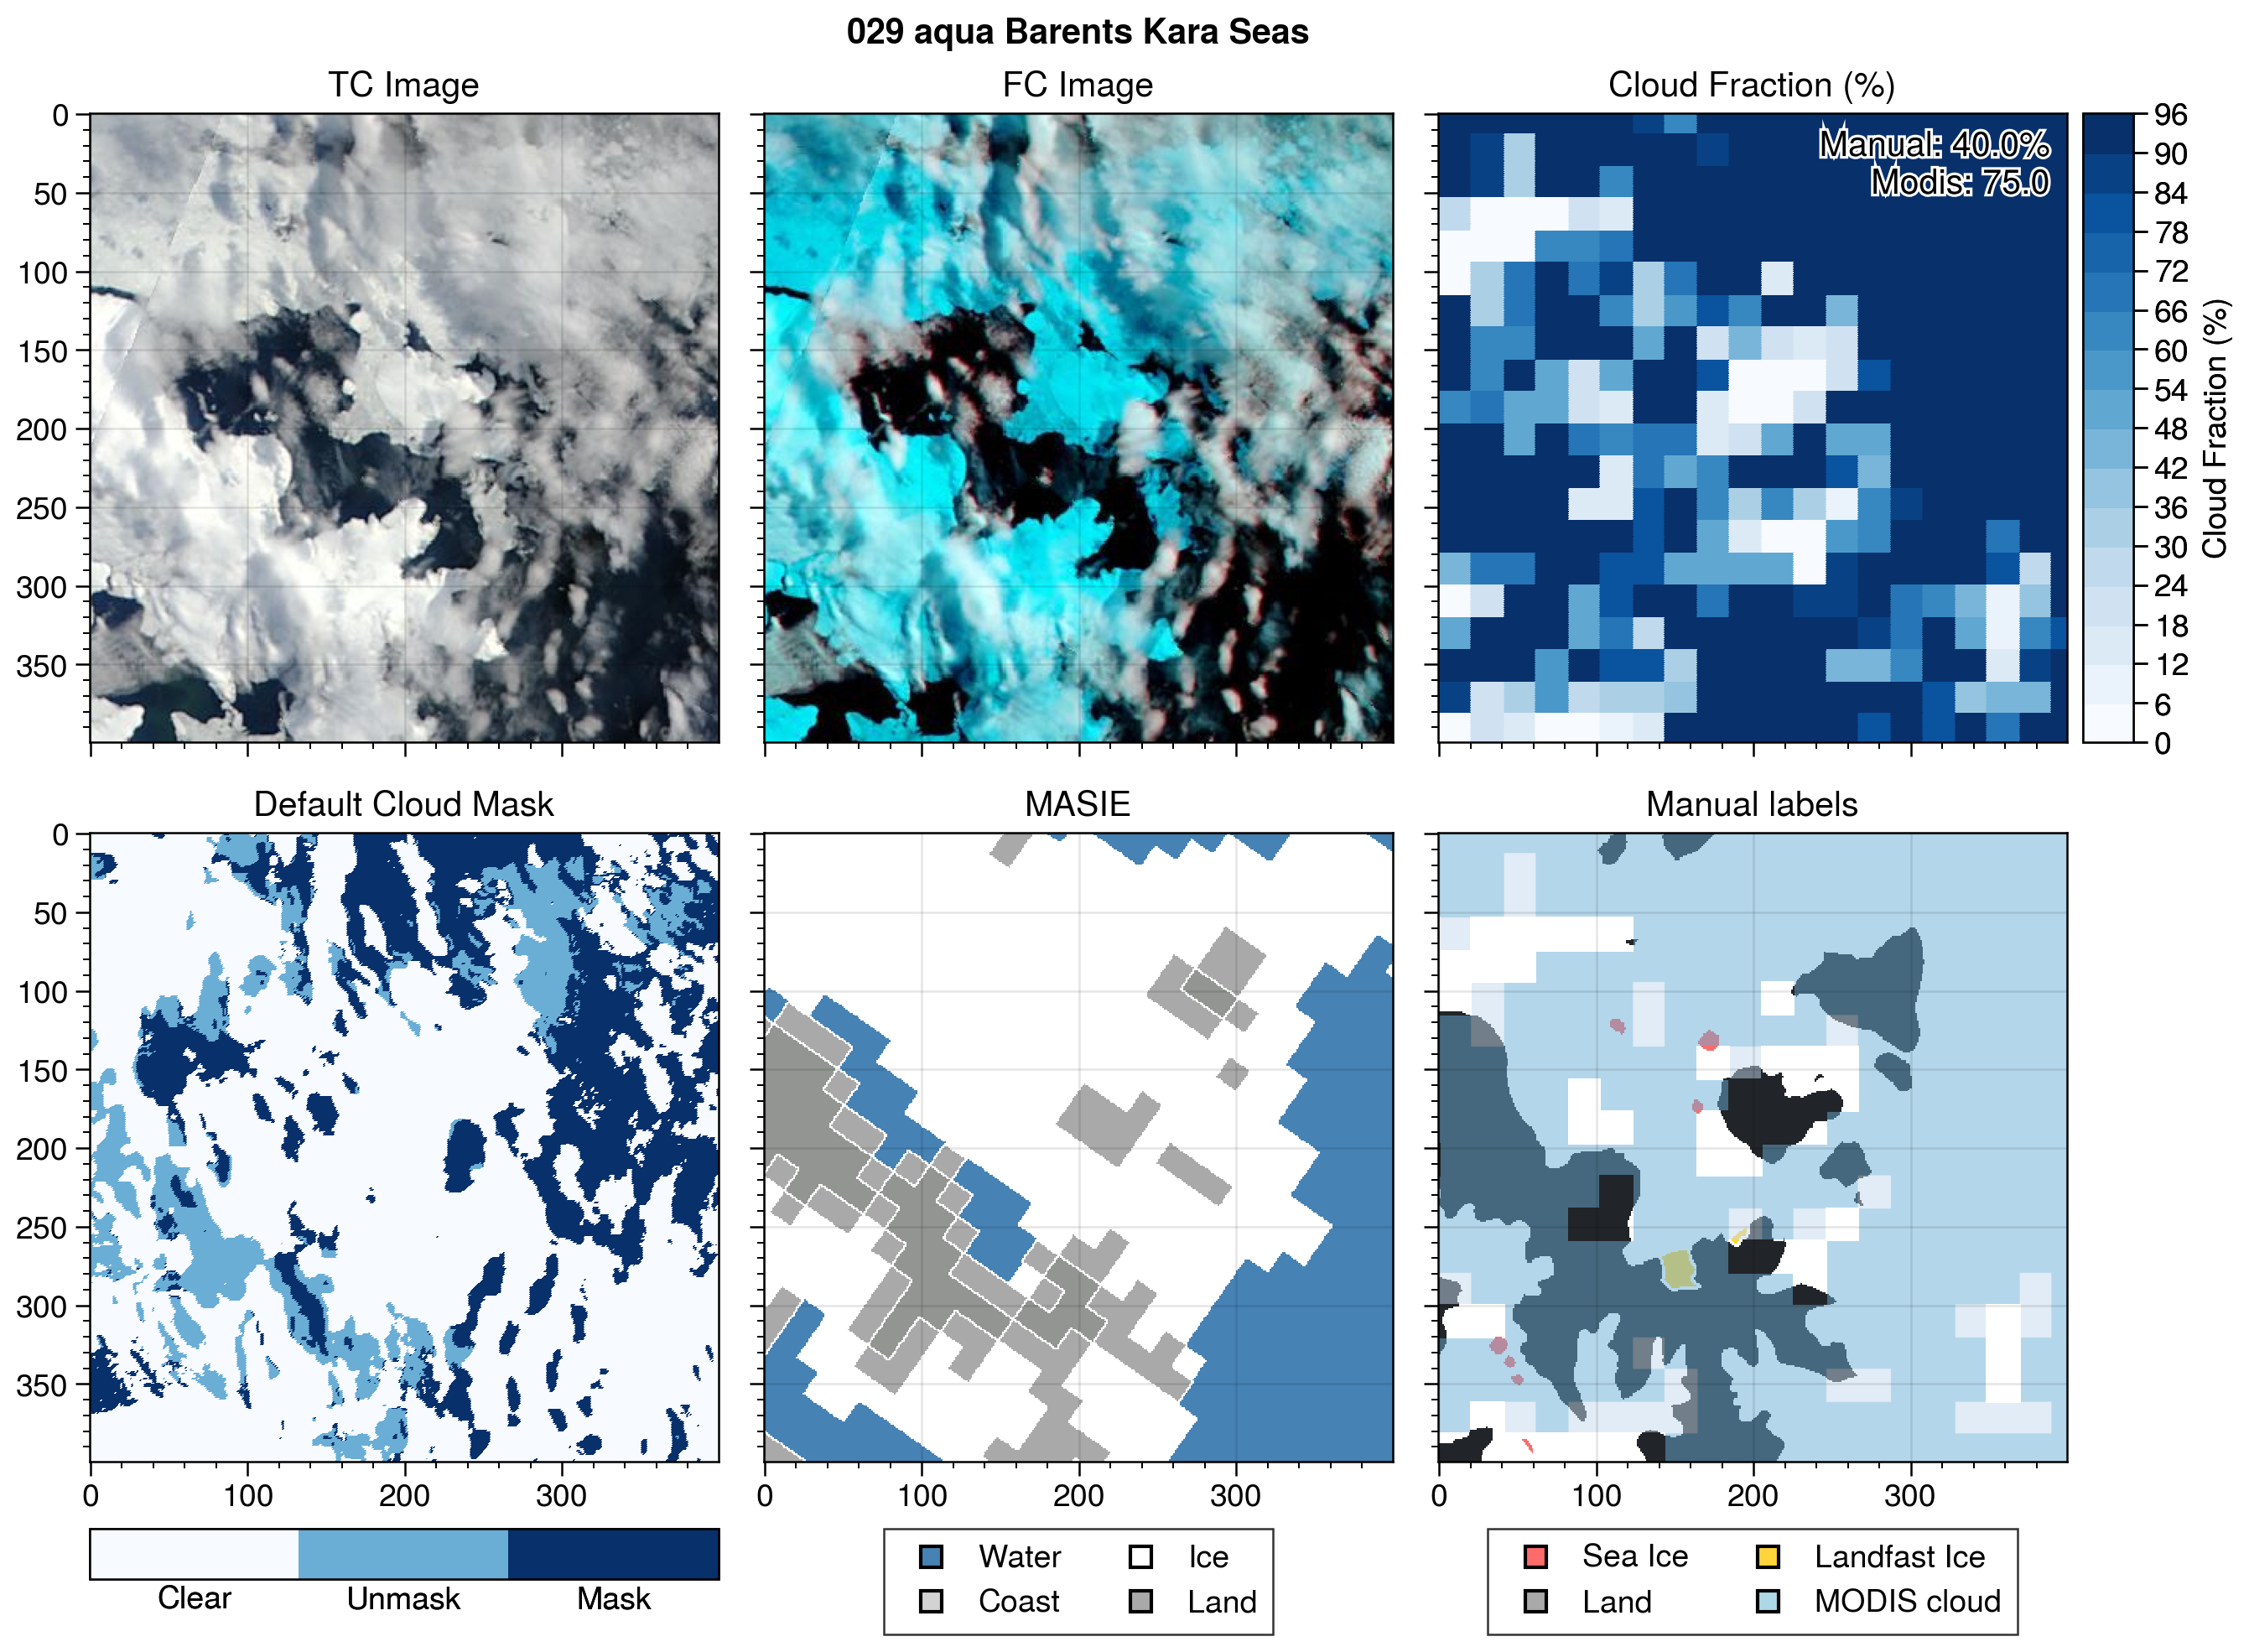 029 aqua Barents Kara Seas
TC Image
FC Image
Cloud Fraction (%)
0
50
100
150
200
250
300
350
Manual: 40.0%
Modis: 75.0
96
90
84
78
72
66
60
54
48
42
36
30
24
18
12
6
0
Cloud Fraction (%)
Default Cloud Mask
MASIE
Manual labels
0
50
100
150
200
250
300
350
0 100 200 300
0 100 200 300
0 100 200 300
Clear Unmask Mask
Water Ice
Coast Land
Sea Ice Landfast Ice
Land MODIS cloud